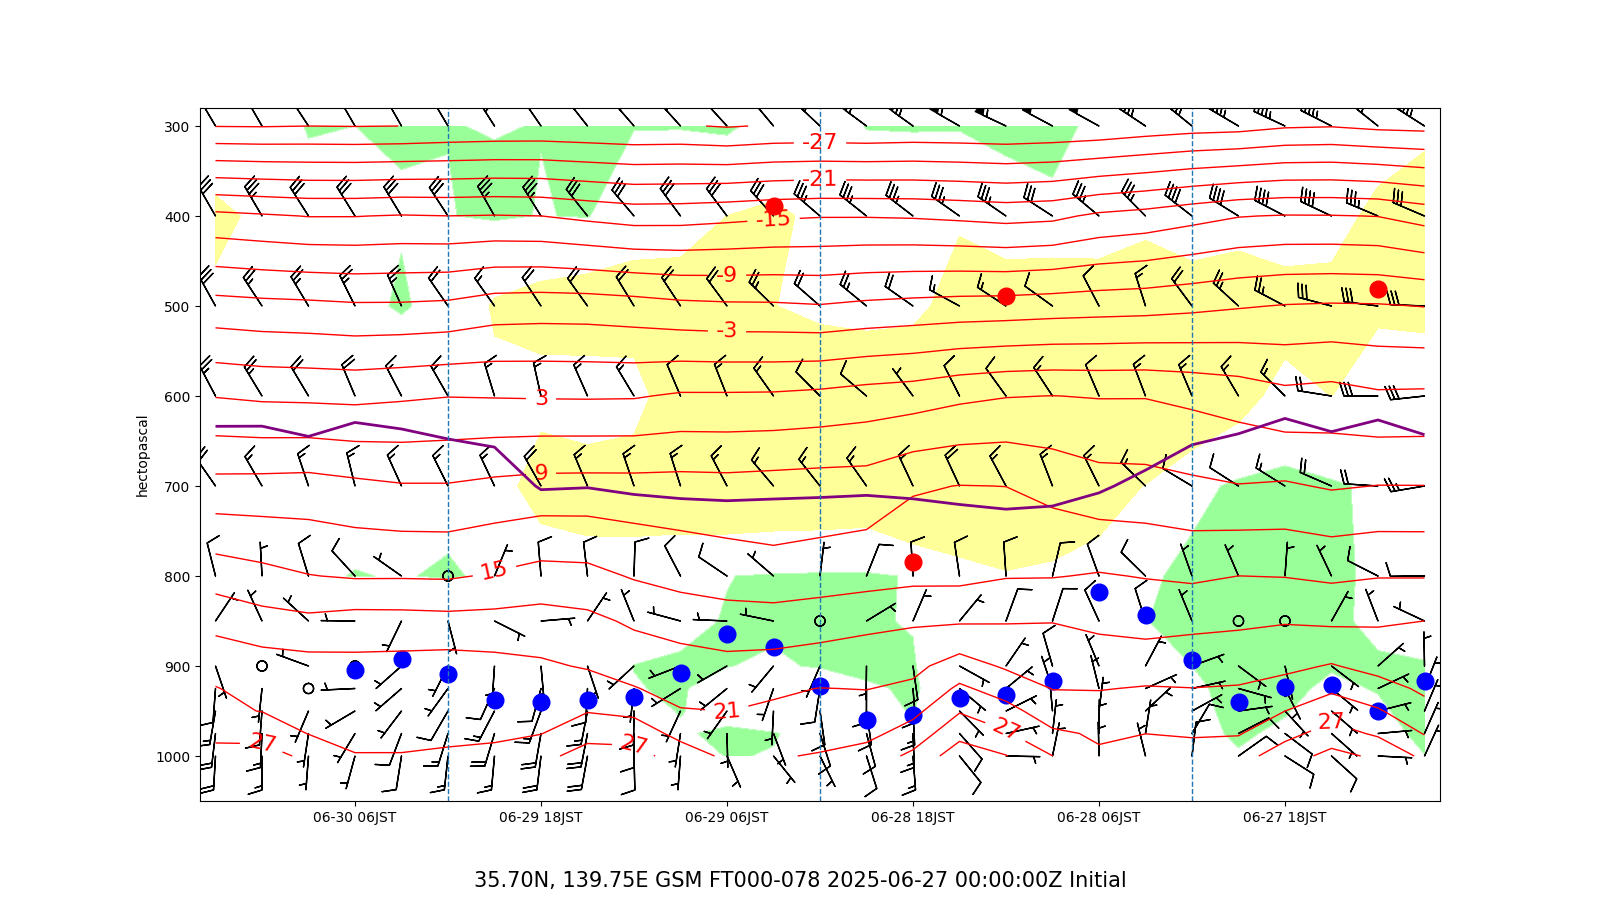 300
400
500
600
700
800
900
1000
hectopascal
-27
-21
-15
-9
-3
3
9
15
21
27
27
27
27
06-30 06JST
06-29 18JST
06-29 06JST
06-28 18JST
06-28 06JST
06-27 18JST
35.70N, 139.75E GSM FT000-078 2025-06-27 00:00:00Z Initial